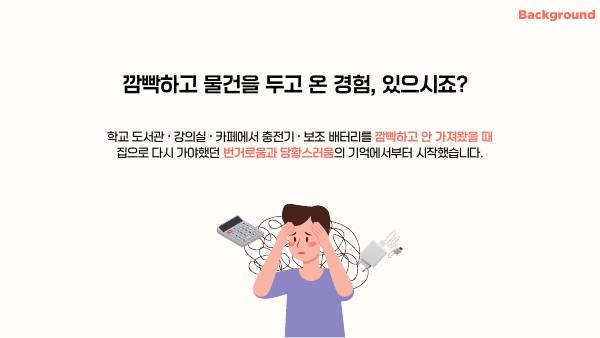 Background
깜빡하고 물건을 두고 온 경험, 있으시죠?
학교 도서관 · 강의실 · 카페에서 충전기 · 보조 배터리를 깜빡하고 안 가져왔을 때
집으로 다시 가야했던 번거로움과 당황스러움의 기억에서부터 시작했습니다.